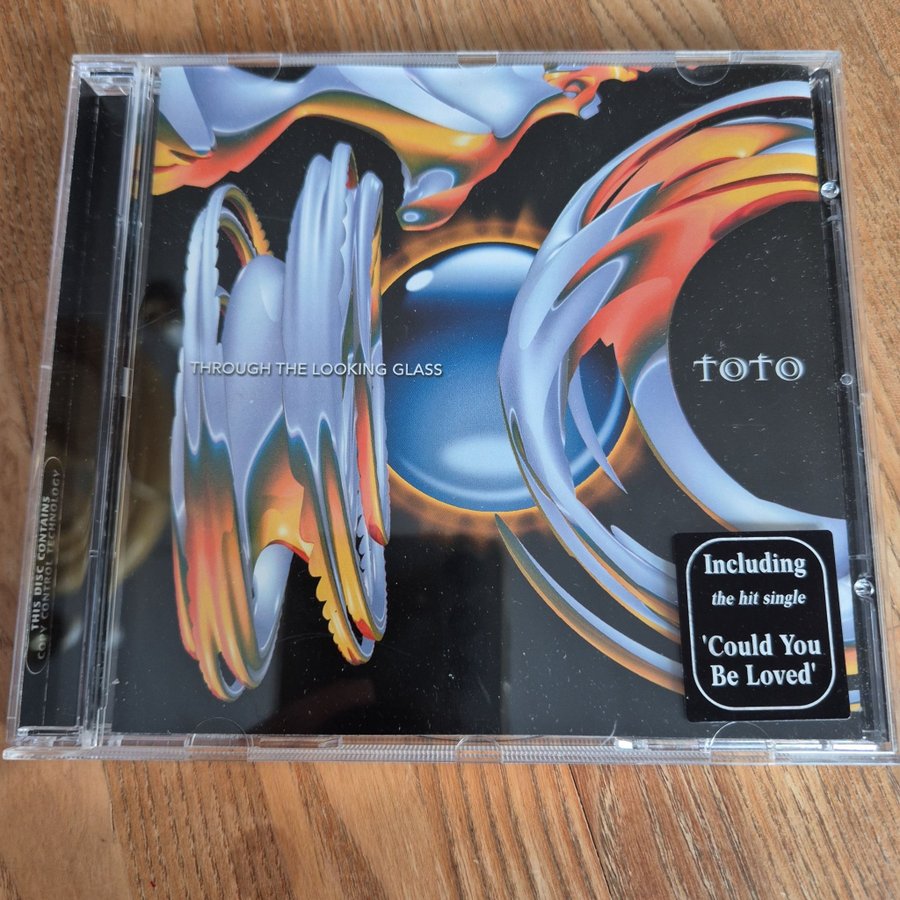 THROUGH THE LOOKING GLASS
TOTO
Including
the hit single
'Could You
Be Loved'
THIS DISC CONTAINS
COPY CONTROL TECHNOLOGY